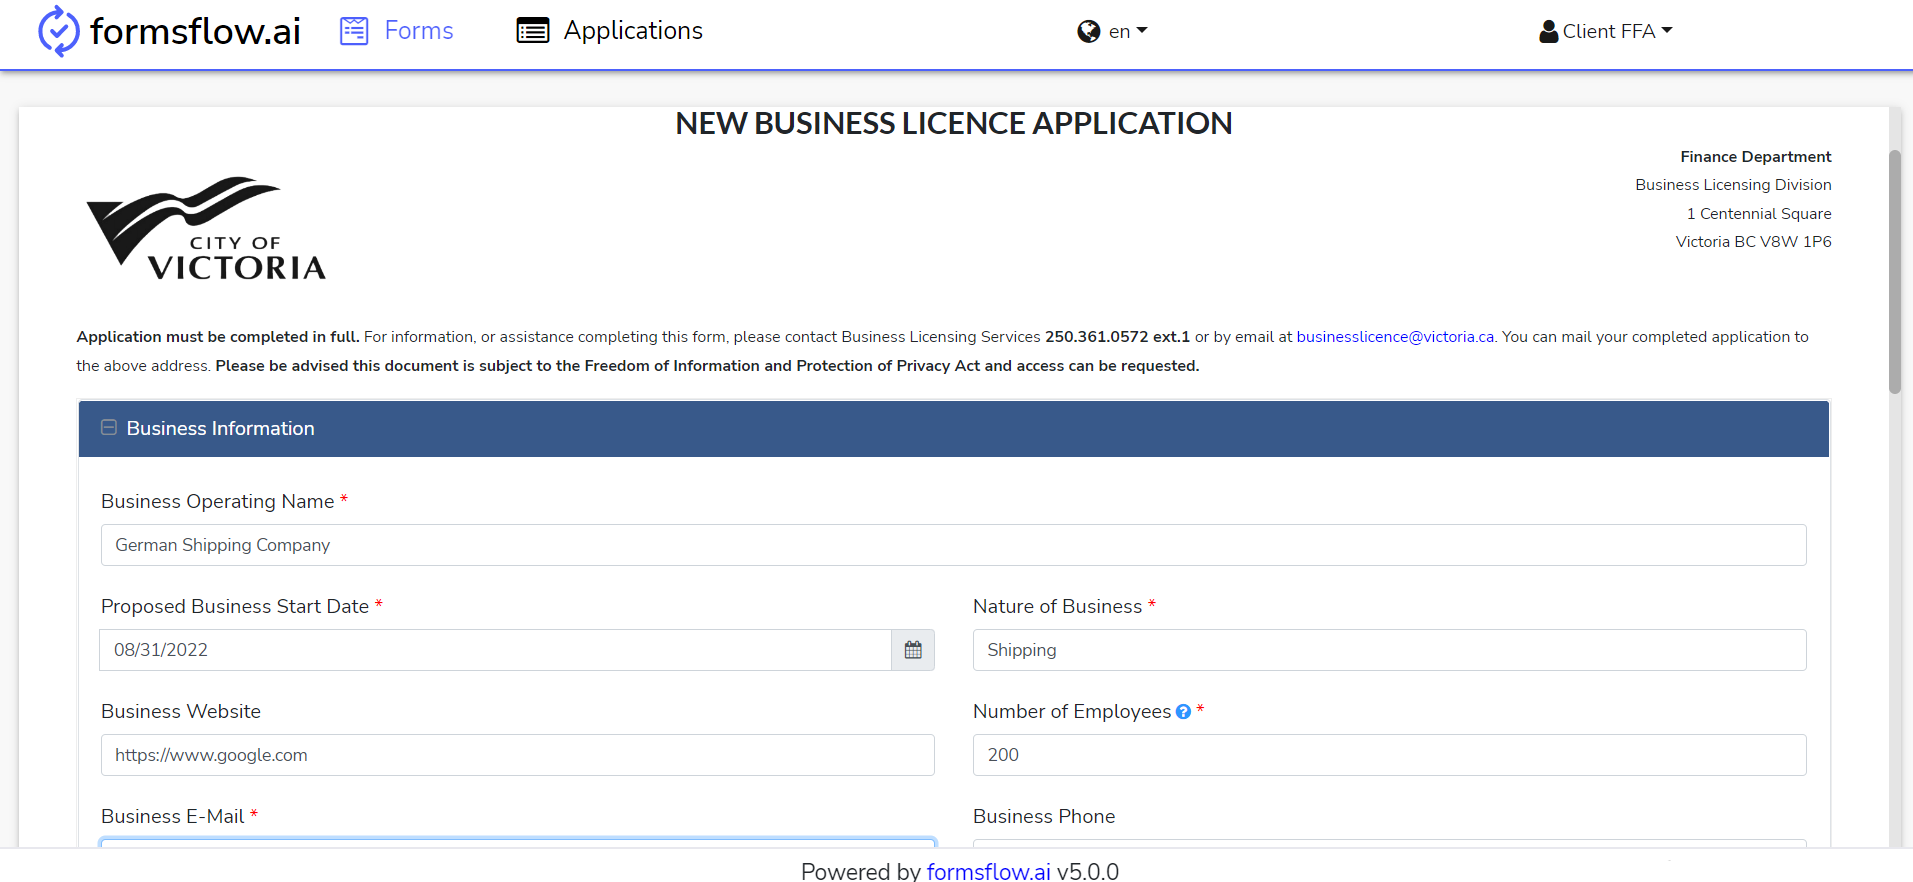 formsflow.ai Forms Applications en Client FFA
NEW BUSINESS LICENCE APPLICATION
Finance Department
Business Licensing Division
1 Centennial Square
Victoria BC V8W 1P6
CITY OF
VICTORIA
Application must be completed in full. For information, or assistance completing this form, please contact Business Licensing Services 250.361.0572 ext.1 or by email at businesslicence@victoria.ca. You can mail your completed application to
the above address. Please be advised this document is subject to the Freedom of Information and Protection of Privacy Act and access can be requested.
Business Information
Business Operating Name *
German Shipping Company
Proposed Business Start Date *
08/31/2022
Nature of Business *
Shipping
Business Website
https://www.google.com
Number of Employees ? *
200
Business E-Mail *
Business Phone
Powered by formsflow.ai v5.0.0